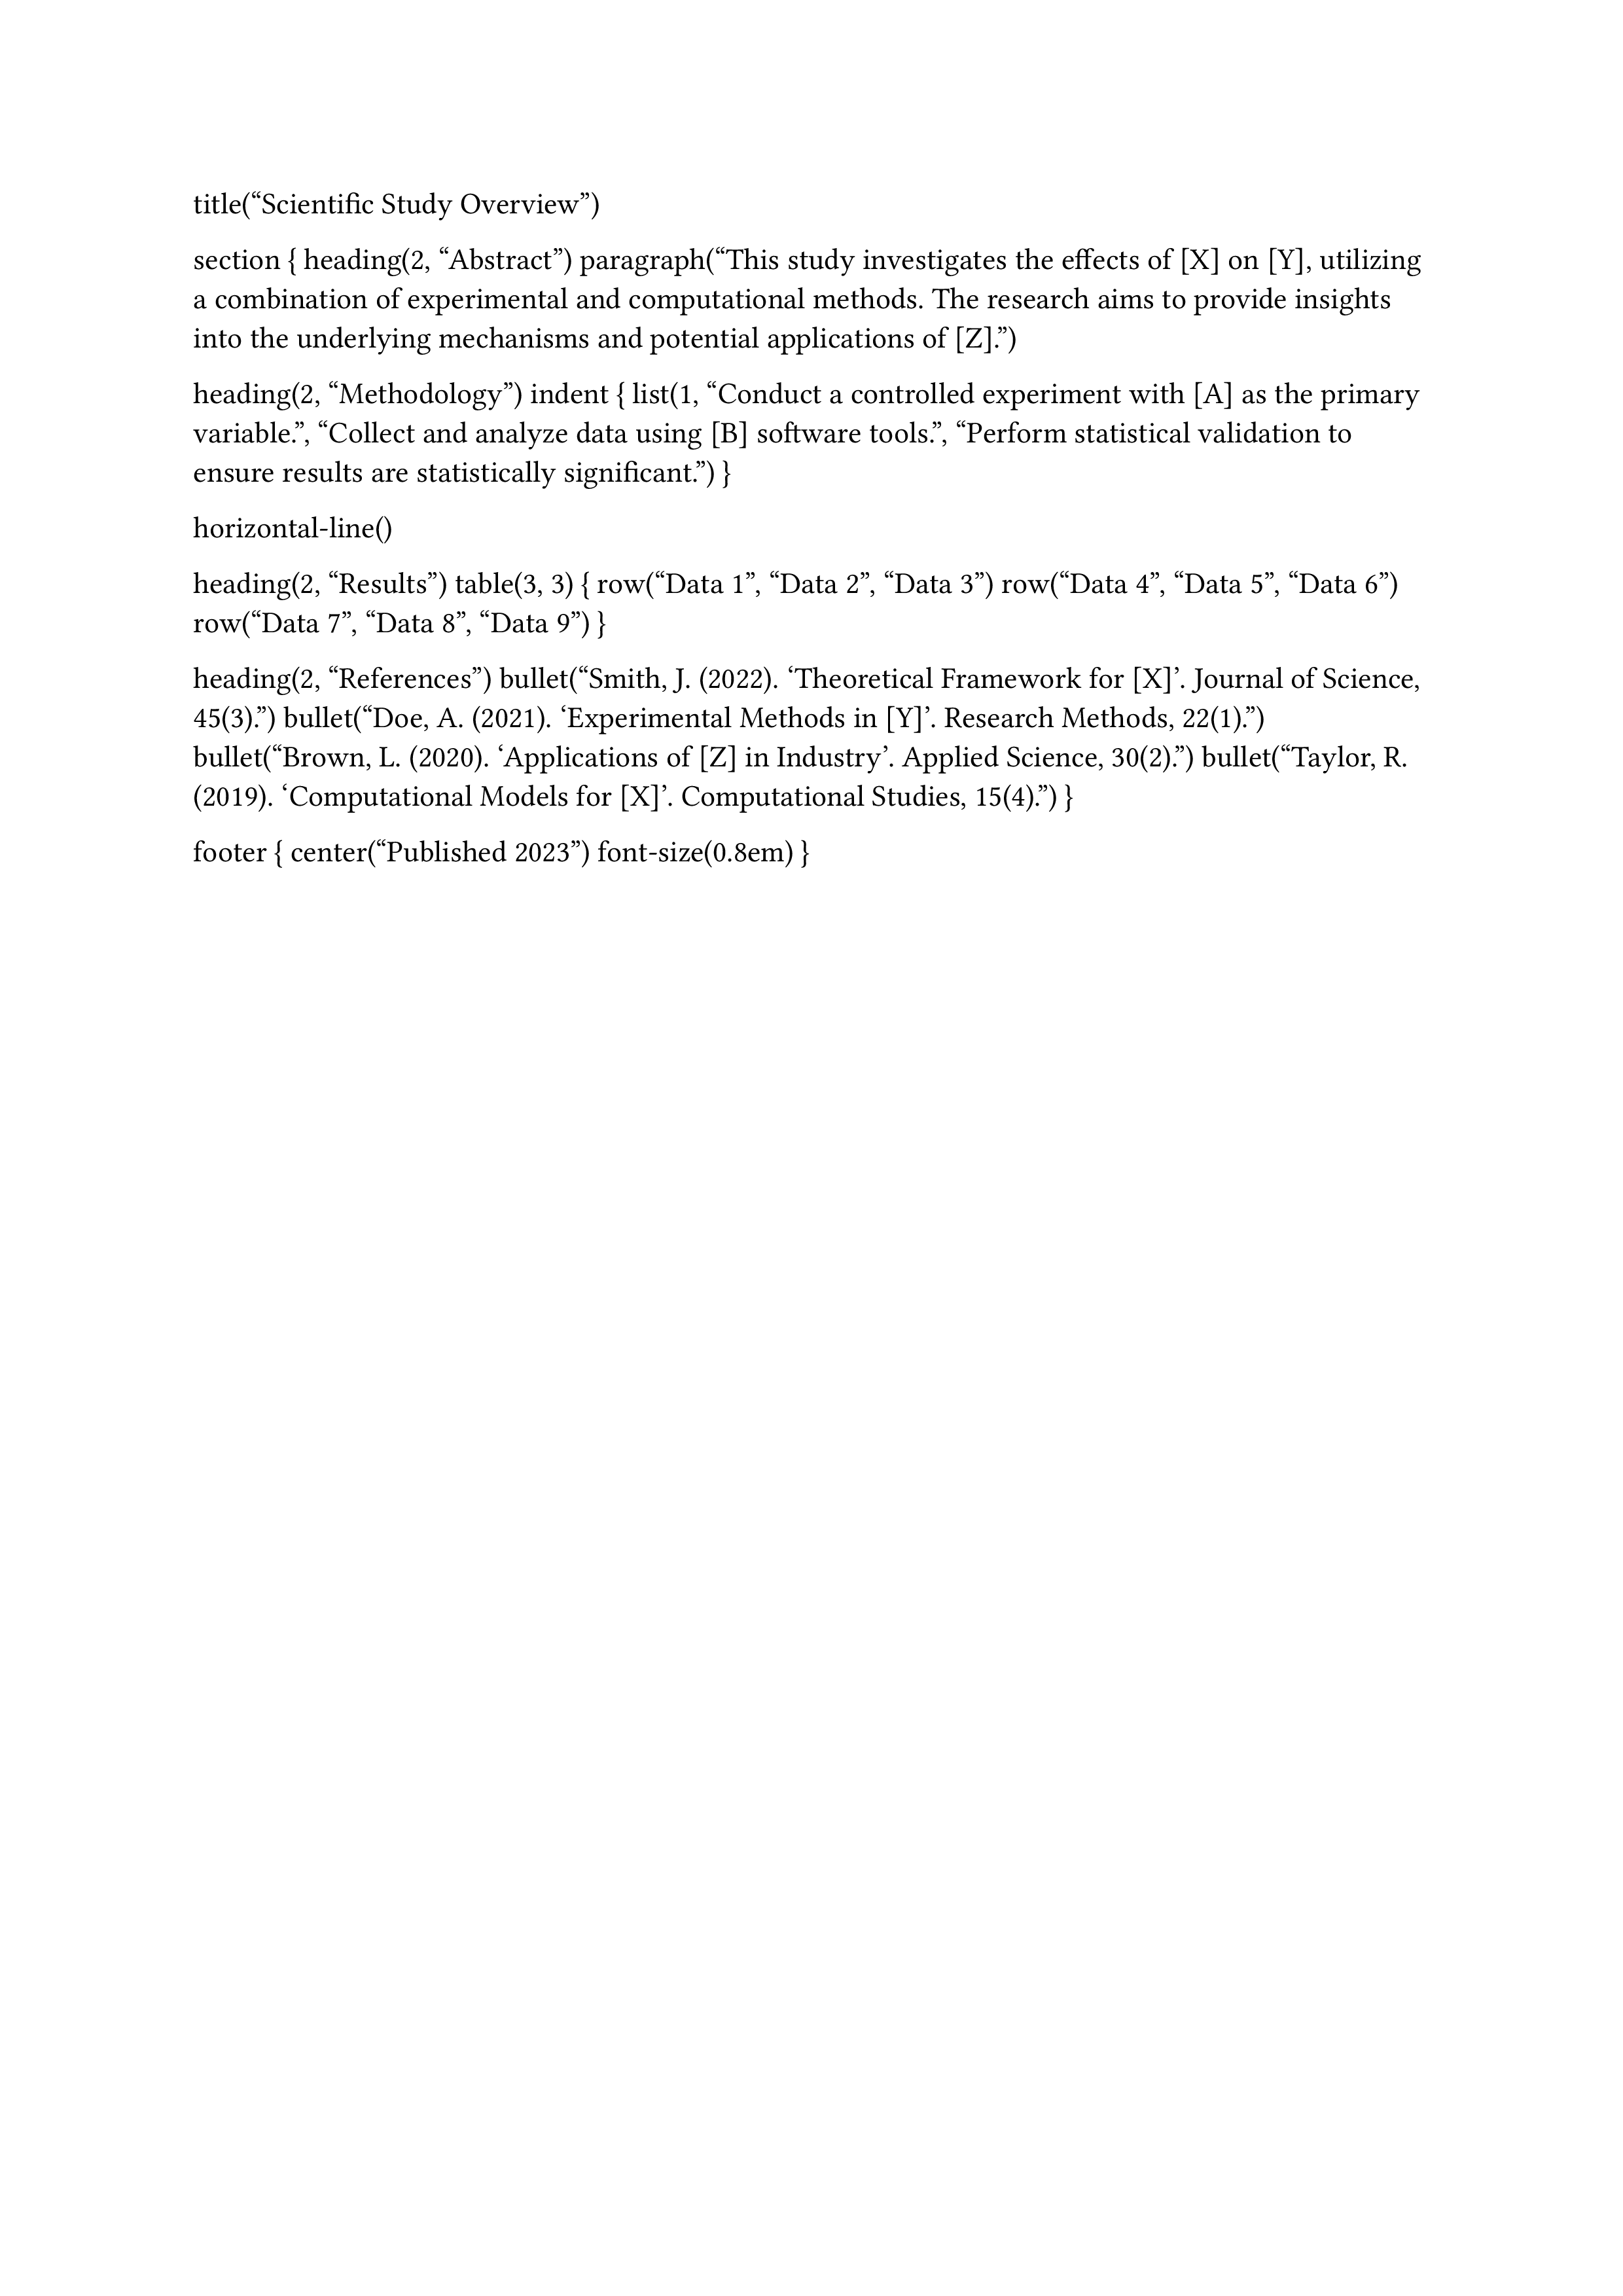 title(“Scientific Study Overview”)
section { heading(2, “Abstract”) paragraph(“This study investigates the effects of [X] on [Y], utilizing
a combination of experimental and computational methods. The research aims to provide insights
into the underlying mechanisms and potential applications of [Z].”)
heading(2, “Methodology”) indent { list(1, “Conduct a controlled experiment with [A] as the primary
variable.”, “Collect and analyze data using [B] software tools.”, “Perform statistical validation to
ensure results are statistically significant.”) }
horizontal-line()
heading(2, “Results”) table(3, 3) { row(“Data 1”, “Data 2”, “Data 3”) row(“Data 4”, “Data 5”, “Data 6”)
row(“Data 7”, “Data 8”, “Data 9”) }
heading(2, “References”) bullet(“Smith, J. (2022). ‘Theoretical Framework for [X]’. Journal of Science,
45(3).”) bullet(“Doe, A. (2021). ‘Experimental Methods in [Y]’. Research Methods, 22(1).”)
bullet(“Brown, L. (2020). ‘Applications of [Z] in Industry’. Applied Science, 30(2).”) bullet(“Taylor, R.
(2019). ‘Computational Models for [X]’. Computational Studies, 15(4).”) }
footer { center(“Published 2023”) font-size(0.8em) }